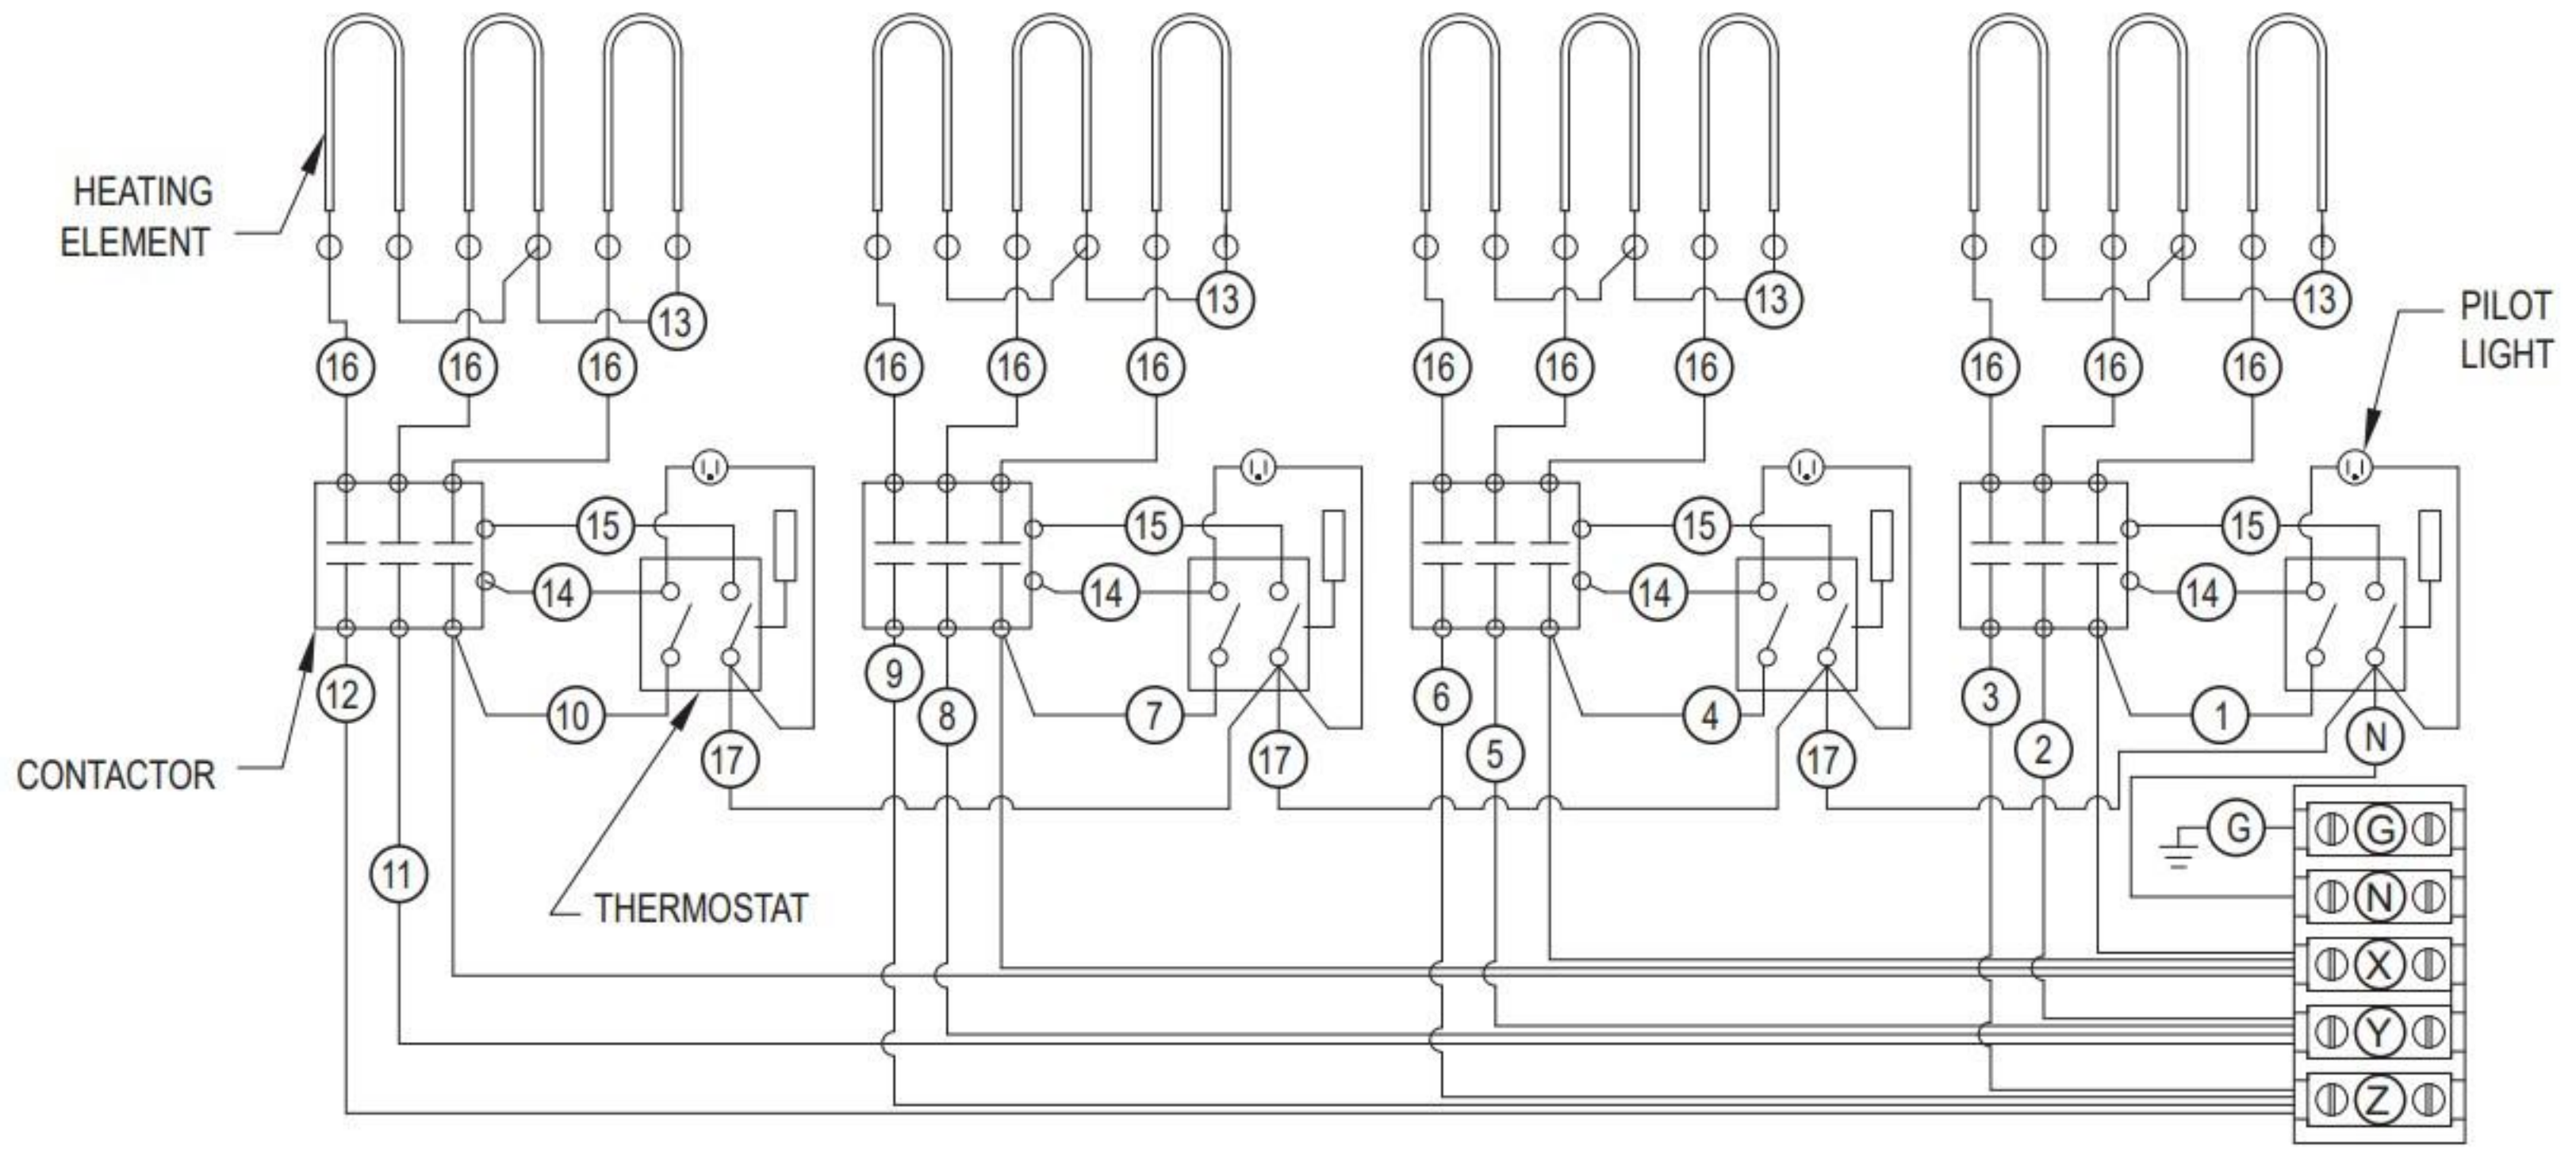 HEATING
ELEMENT
13 13 13 13
PILOT
LIGHT
16 16 16 16 16 16 16 16 16 16 16 16
15 15 15 15
14 14 14 14
12 10 9 8 7 6 5 4 3 2 1 N
17 17 17
CONTACTOR
11
THERMOSTAT
G G
N
X
Y
Z